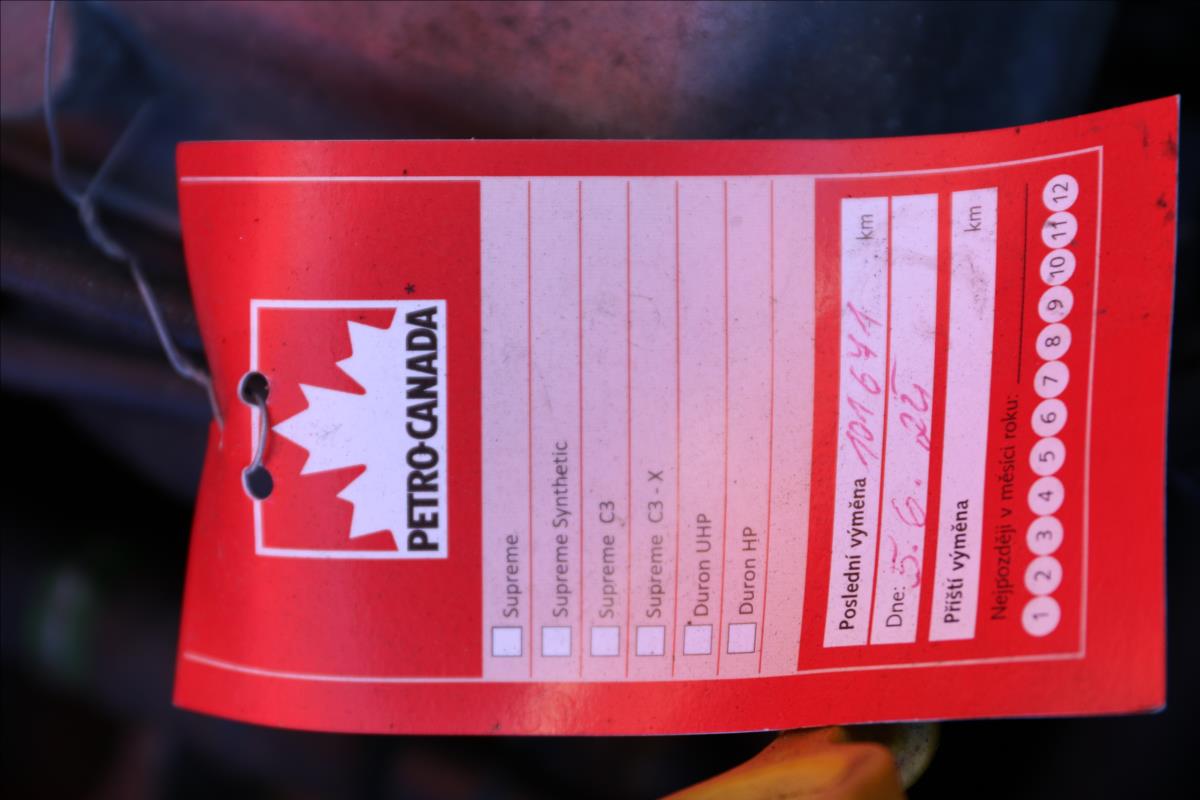 PETRO-CANADA*
Supreme
Supreme Synthetic
Supreme C3
Supreme C3 - X
Duron UHP
Duron HP
Poslední výměna 101671 km
Dne: 5.6.25
Příští výměna km
Nejpozději v měsíci roku:
1 2 3 4 5 6 7 8 9 10 11 12